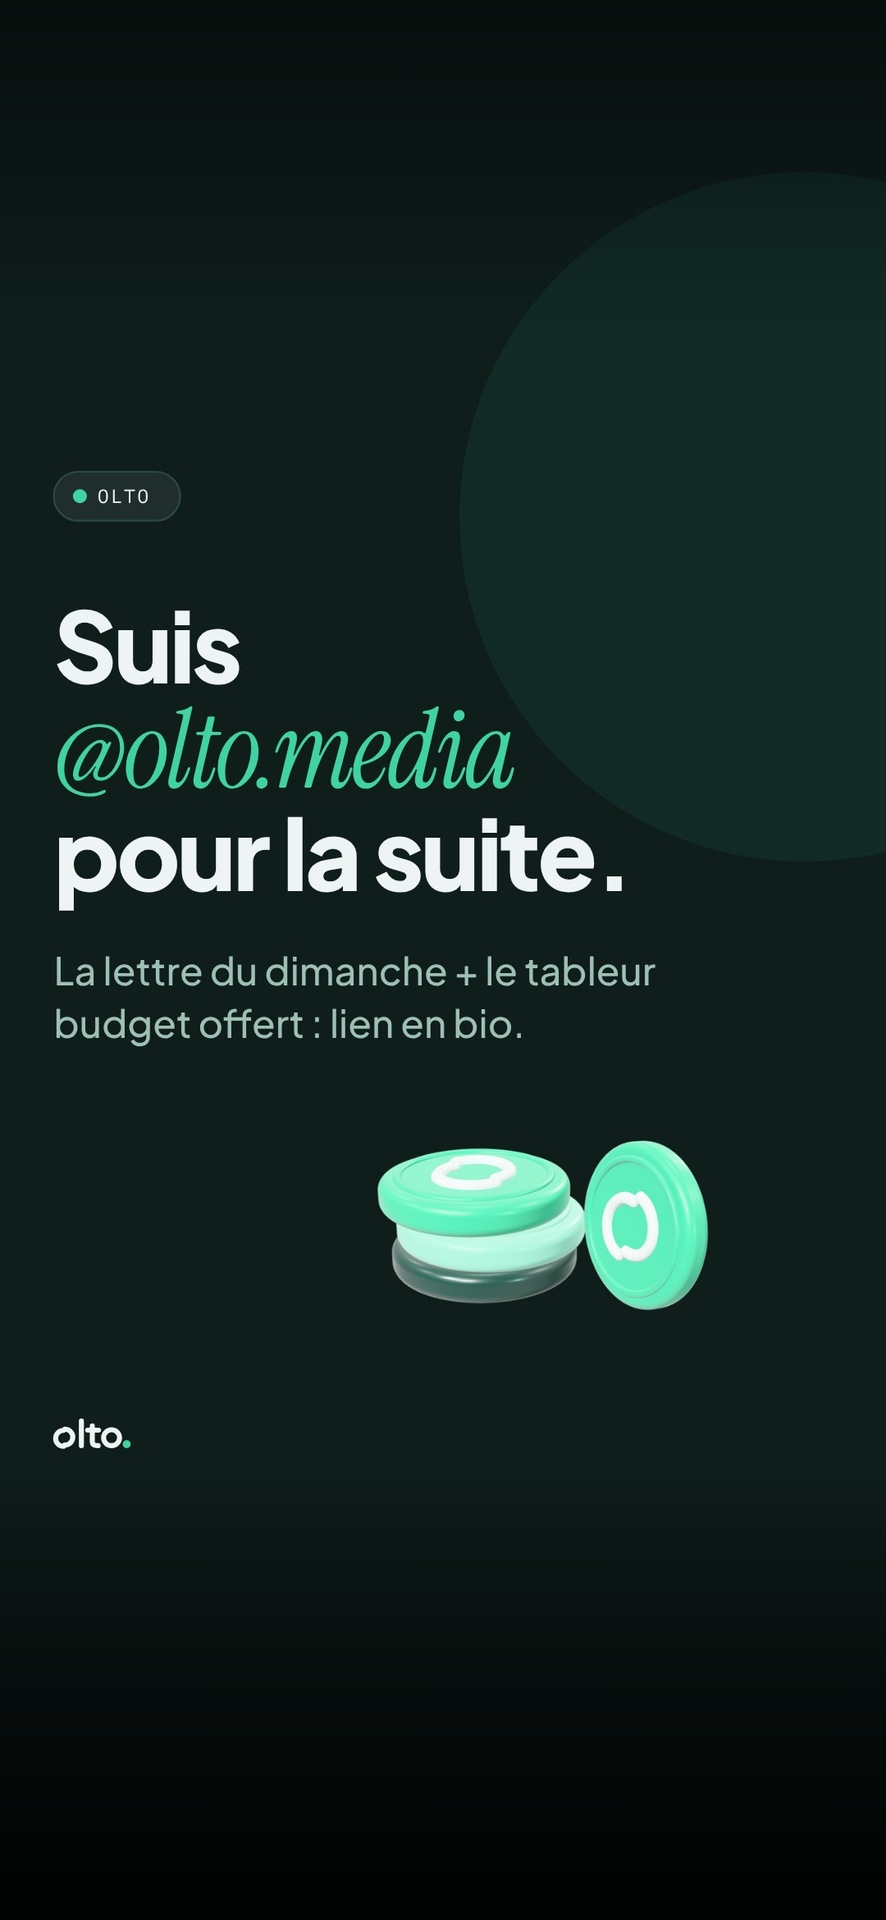 OLTO
Suis
@olto.media
pour la suite.
La lettre du dimanche + le tableur
budget offert : lien en bio.
olto.